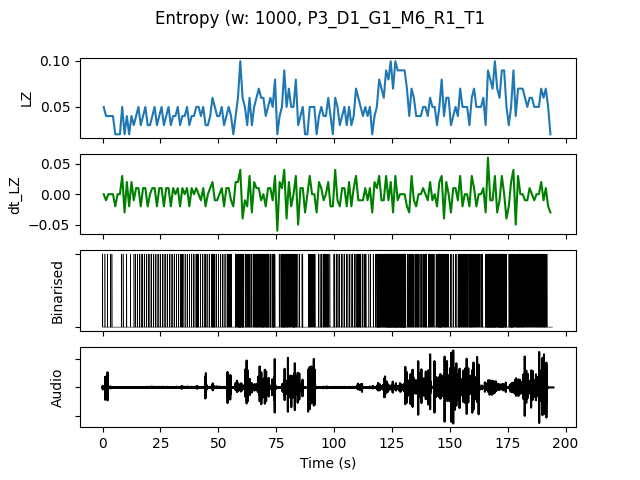 Entropy (w: 1000, P3_D1_G1_M6_R1_T1
0.10
0.05
LZ
0.05
0.00
−0.05
dt_LZ
Binarised
Audio
0 25 50 75 100 125 150 175 200
Time (s)